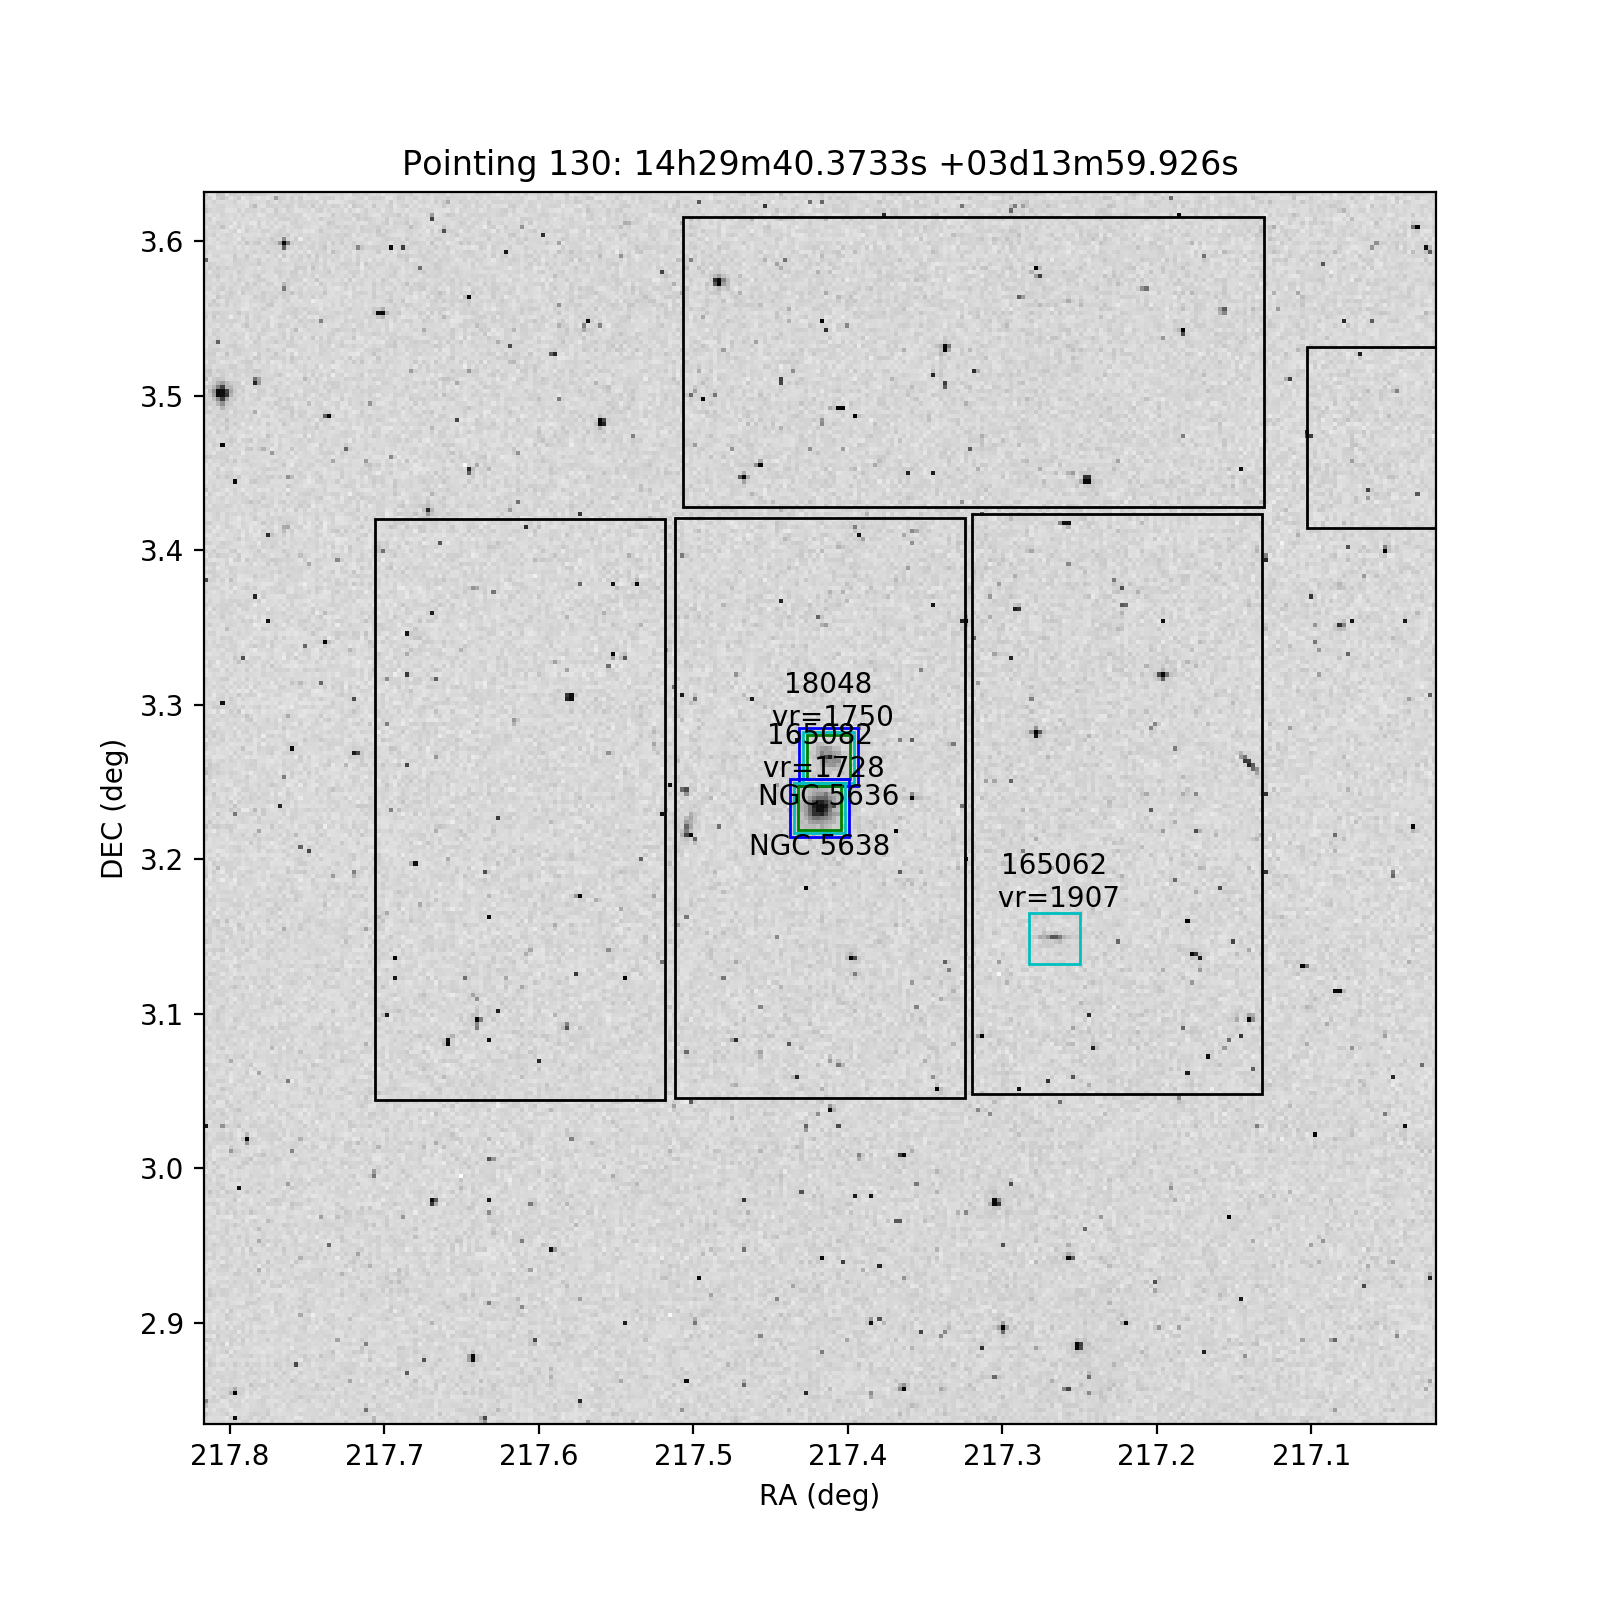 Pointing 130: 14h29m40.3733s +03d13m59.926s
3.6
3.5
3.4
3.3
3.2
3.1
3.0
2.9
DEC (deg)
18048
vr=1750
165082
vr=1728
NGC 5636
NGC 5638
165062
vr=1907
217.8 217.7 217.6 217.5 217.4 217.3 217.2 217.1
RA (deg)